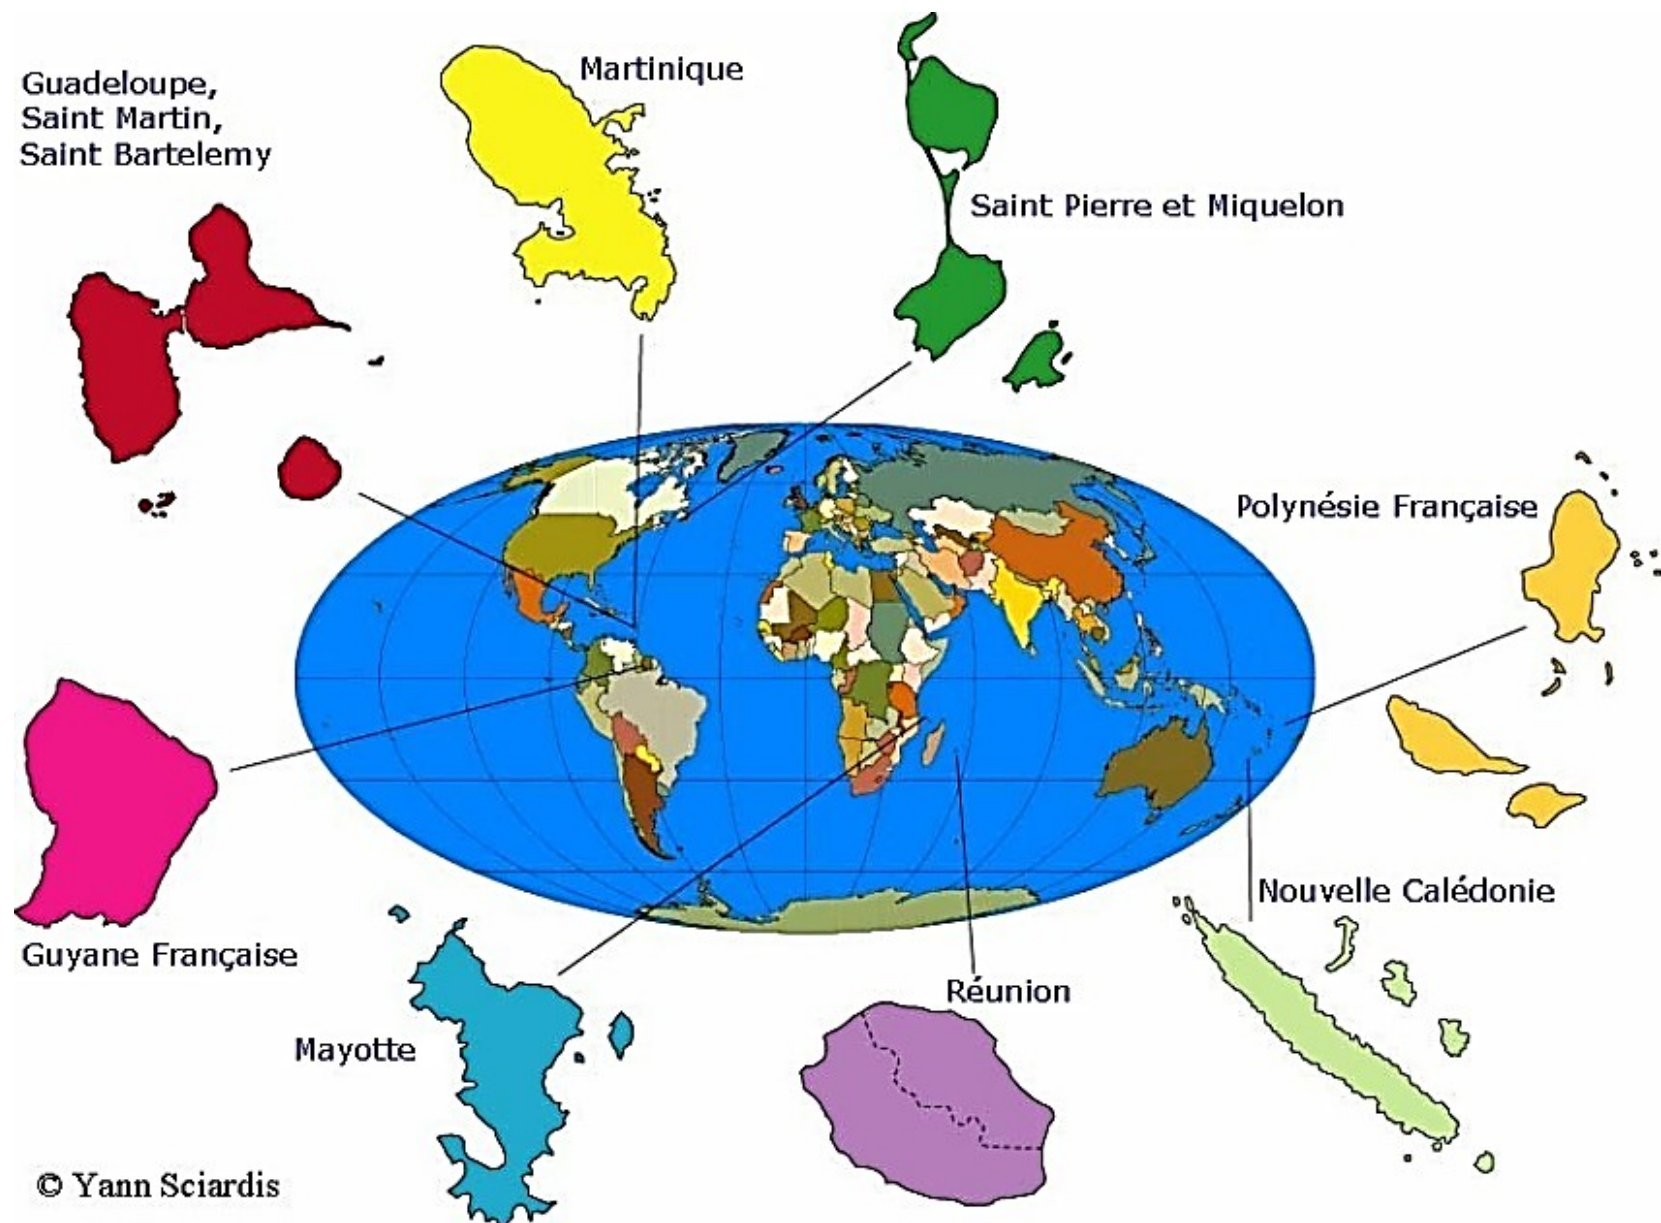 Guadeloupe,
Saint Martin,
Saint Bartelemy
Martinique
Saint Pierre et Miquelon
Polynésie Française
Nouvelle Calédonie
Guyane Française
Réunion
Mayotte
© Yann Sciardis